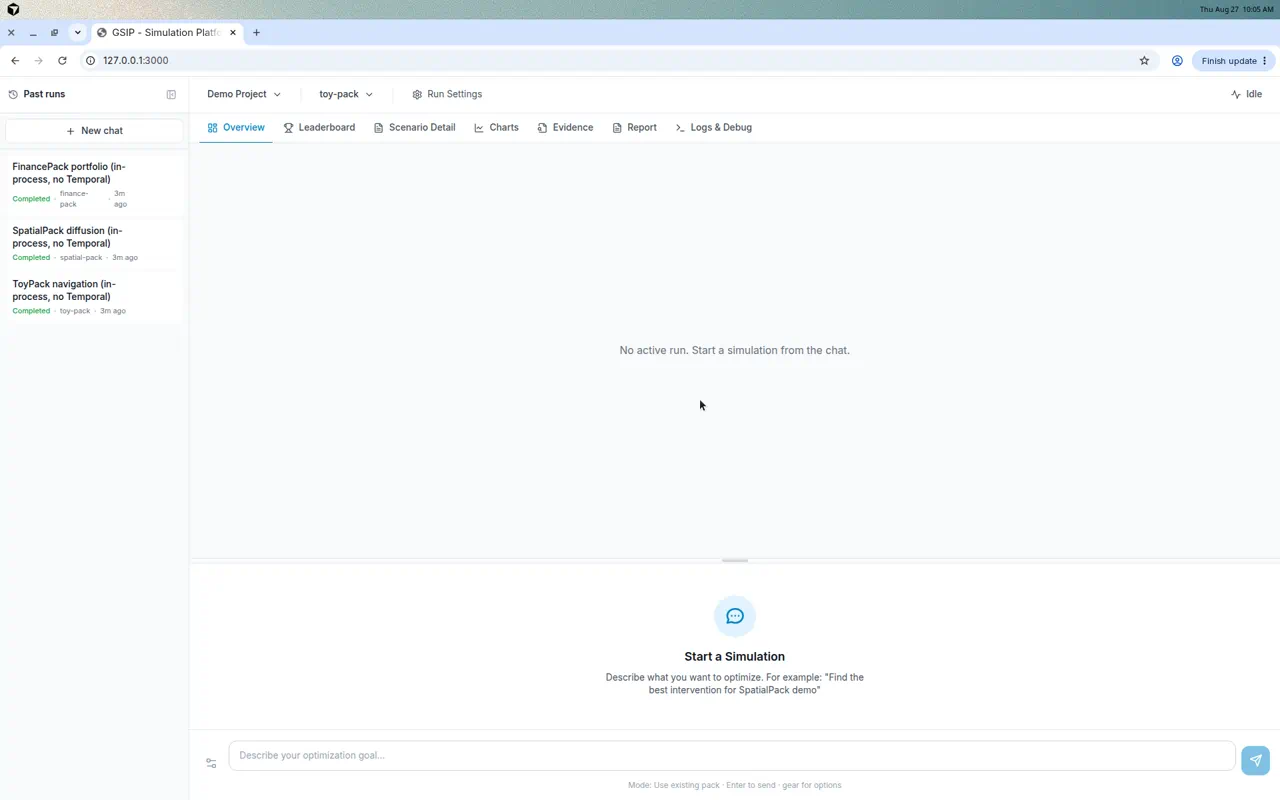 Thu Aug 27 10:05 AM
GSIP - Simulation Platfo
127.0.0.1:3000
Finish update
Past runs
Demo Project
toy-pack
Run Settings
Idle
New chat
Overview
Leaderboard
Scenario Detail
Charts
Evidence
Report
Logs & Debug
FinancePack portfolio (in-
process, no Temporal)
Completed · finance-
pack · 3m
ago
SpatialPack diffusion (in-
process, no Temporal)
Completed · spatial-pack · 3m ago
ToyPack navigation (in-
process, no Temporal)
Completed · toy-pack · 3m ago
No active run. Start a simulation from the chat.
Start a Simulation
Describe what you want to optimize. For example: "Find the
best intervention for SpatialPack demo"
Describe your optimization goal...
Mode: Use existing pack · Enter to send · gear for options